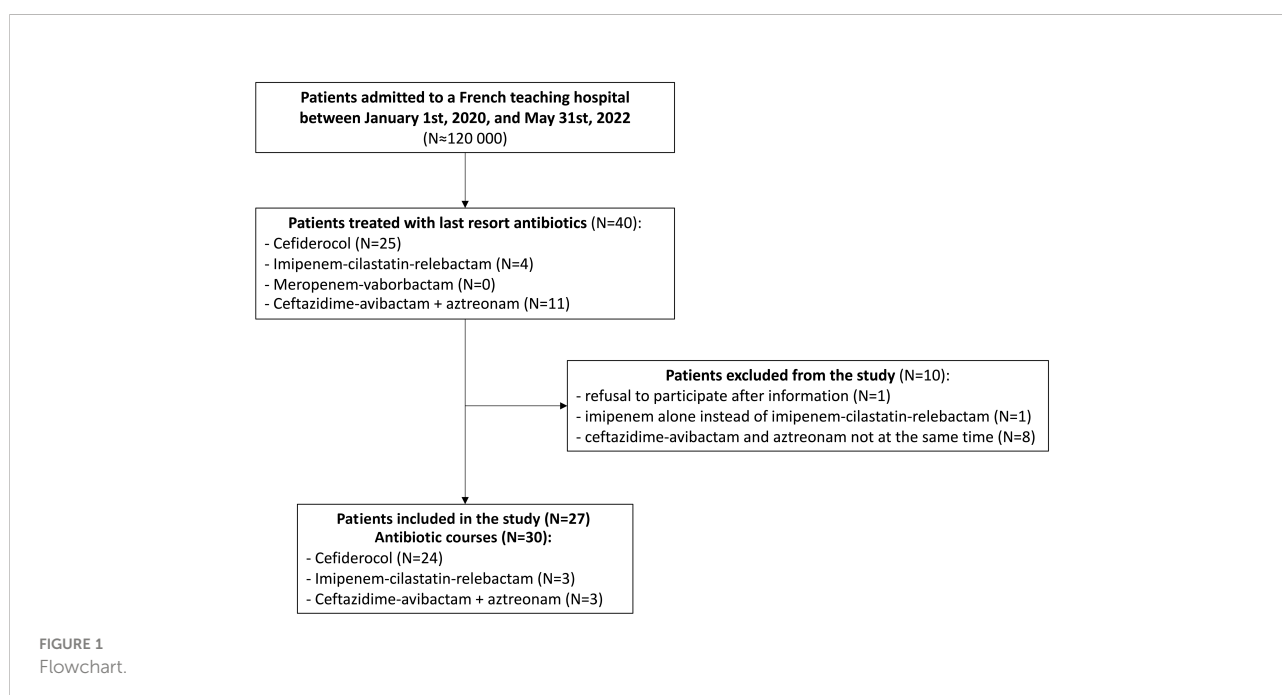 Patients admitted to a French teaching hospital
between January 1st, 2020, and May 31st, 2022
(N≈120 000)
Patients treated with last resort antibiotics (N=40):
- Cefiderocol (N=25)
- Imipenem-cilastatin-relebactam (N=4)
- Meropenem-vaborbactam (N=0)
- Ceftazidime-avibactam + aztreonam (N=11)
Patients excluded from the study (N=10):
- refusal to participate after information (N=1)
- imipenem alone instead of imipenem-cilastatin-relebactam (N=1)
- ceftazidime-avibactam and aztreonam not at the same time (N=8)
Patients included in the study (N=27)
Antibiotic courses (N=30):
- Cefiderocol (N=24)
- Imipenem-cilastatin-relebactam (N=3)
- Ceftazidime-avibactam + aztreonam (N=3)
FIGURE 1
Flowchart.